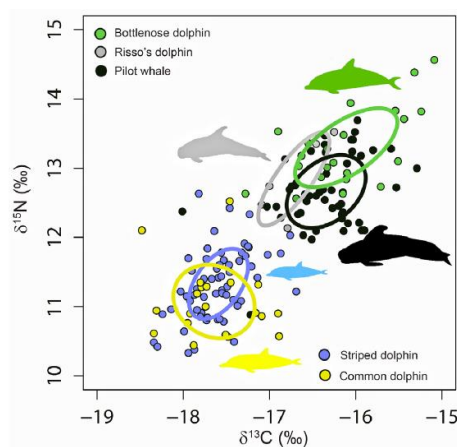 Bottlenose dolphin
Risso's dolphin
Pilot whale
15
14
13
12
11
10
δ¹⁵N (‰)
Striped dolphin
Common dolphin
−19 −18 −17 −16 −15
δ¹³C (‰)